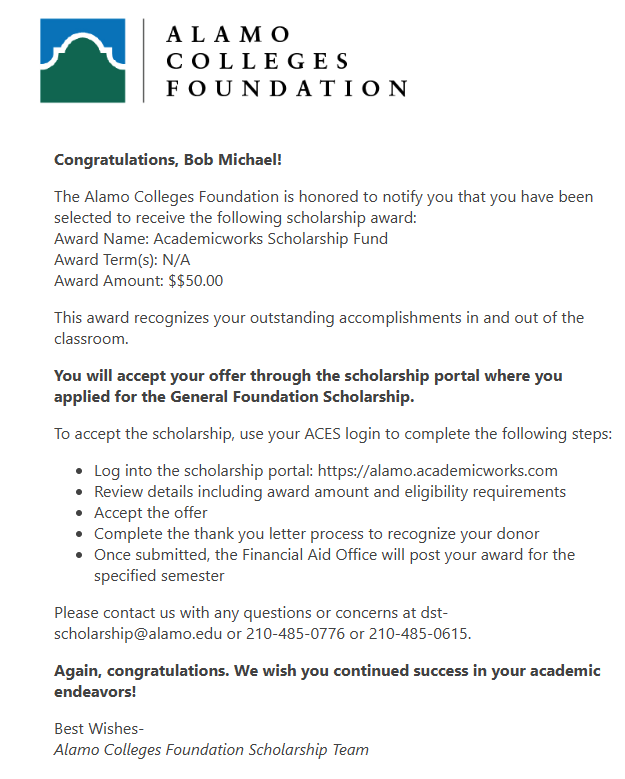 ALAMO
COLLEGES
FOUNDATION
Congratulations, Bob Michael!
The Alamo Colleges Foundation is honored to notify you that you have been
selected to receive the following scholarship award:
Award Name: Academicworks Scholarship Fund
Award Term(s): N/A
Award Amount: $$50.00
This award recognizes your outstanding accomplishments in and out of the
classroom.
You will accept your offer through the scholarship portal where you
applied for the General Foundation Scholarship.
To accept the scholarship, use your ACES login to complete the following steps:
• Log into the scholarship portal: https://alamo.academicworks.com
• Review details including award amount and eligibility requirements
• Accept the offer
• Complete the thank you letter process to recognize your donor
• Once submitted, the Financial Aid Office will post your award for the
specified semester
Please contact us with any questions or concerns at dst-
scholarship@alamo.edu or 210-485-0776 or 210-485-0615.
Again, congratulations. We wish you continued success in your academic
endeavors!
Best Wishes-
Alamo Colleges Foundation Scholarship Team